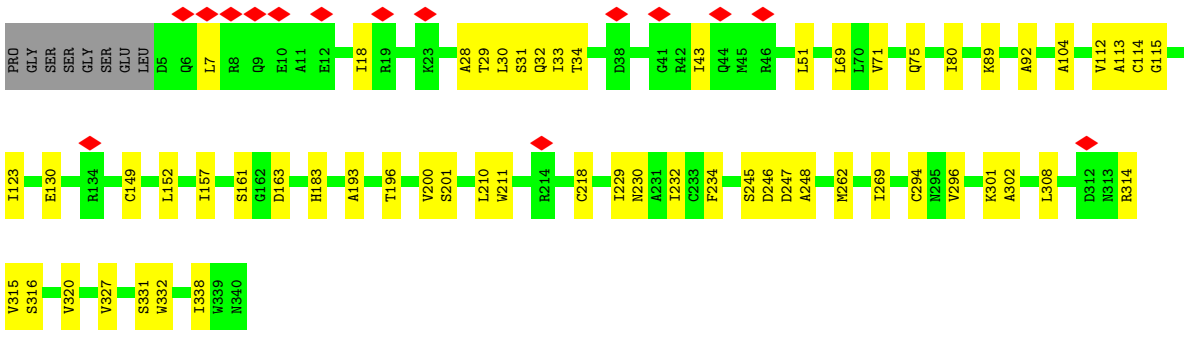 PRO GLY SER SER GLY SER GLU LEU D5 Q6 L7 R8 Q9 E10 A11 E12 I18 R19 K23 A28 T29 L30 S31 Q32 I33 T34 D38 G41 R42 I43 Q44 M45 R46 L51 L69 L70 V71 Q75 I80 K89 A92 A104 V112 A113 C114 G115
I123 E130 R134 C149 L152 I157 S161 G162 D163 H183 A193 T196 V200 S201 L210 W211 R214 C218 I229 N230 A231 I232 C233 F234 S245 D246 D247 A248 M262 I269 C294 N295 V296 K301 A302 L308 D312 N313 R314
V315 S316 V320 V327 S331 W332 I338 W339 N340